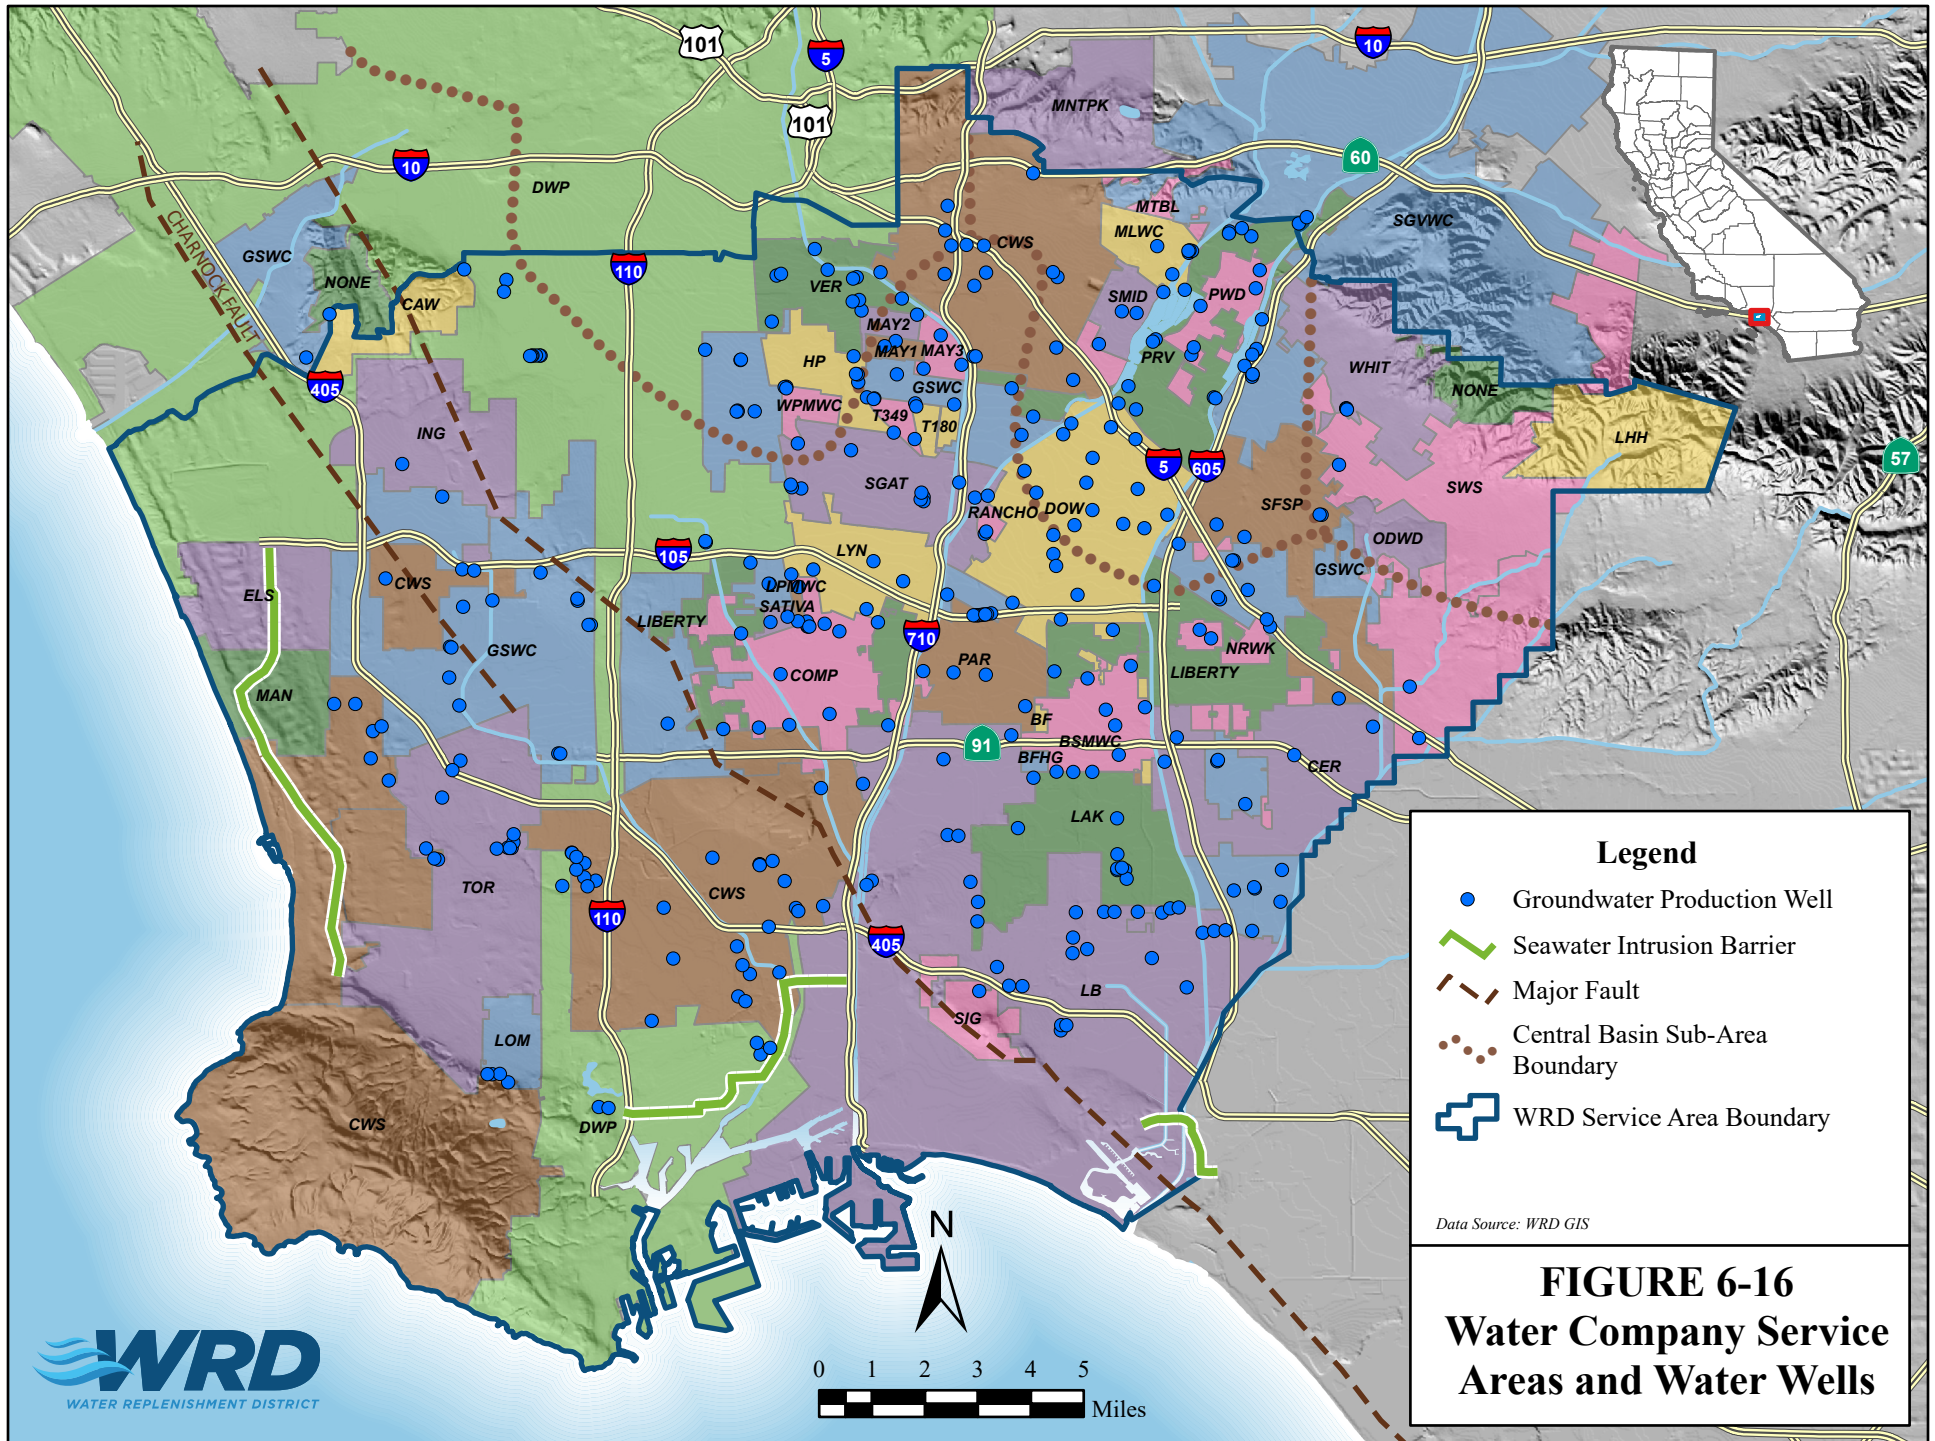 101
5
10
101
MNTPK
60
10
DWP
CHARNOCK FAULT
MTBL
SGVWC
MLWC
GSWC
CWS
110
NONE
VER
SMID
PWD
CAW
MAY2
MAY1
MAY3
PRV
HP
WHIT
405
GSWC
NONE
WPMWC
T349
T180
ING
LHH
57
5
605
SGAT
SWS
RANCHO
DOW
SFSP
ODWD
LYN
105
GSWC
CWS
LPMWC
ELS
SATIVA
LIBERTY
710
GSWC
NRWK
PAR
COMP
LIBERTY
MAN
BF
91
BSMWC
BFHG
CER
LAK
TOR
CWS
110
405
LB
SIG
LOM
CWS
DWP
Legend
Groundwater Production Well
Seawater Intrusion Barrier
Major Fault
Central Basin Sub-Area
Boundary
WRD Service Area Boundary
Data Source: WRD GIS
FIGURE 6-16
Water Company Service
Areas and Water Wells
N
0 1 2 3 4 5
Miles
WRD
WATER REPLENISHMENT DISTRICT